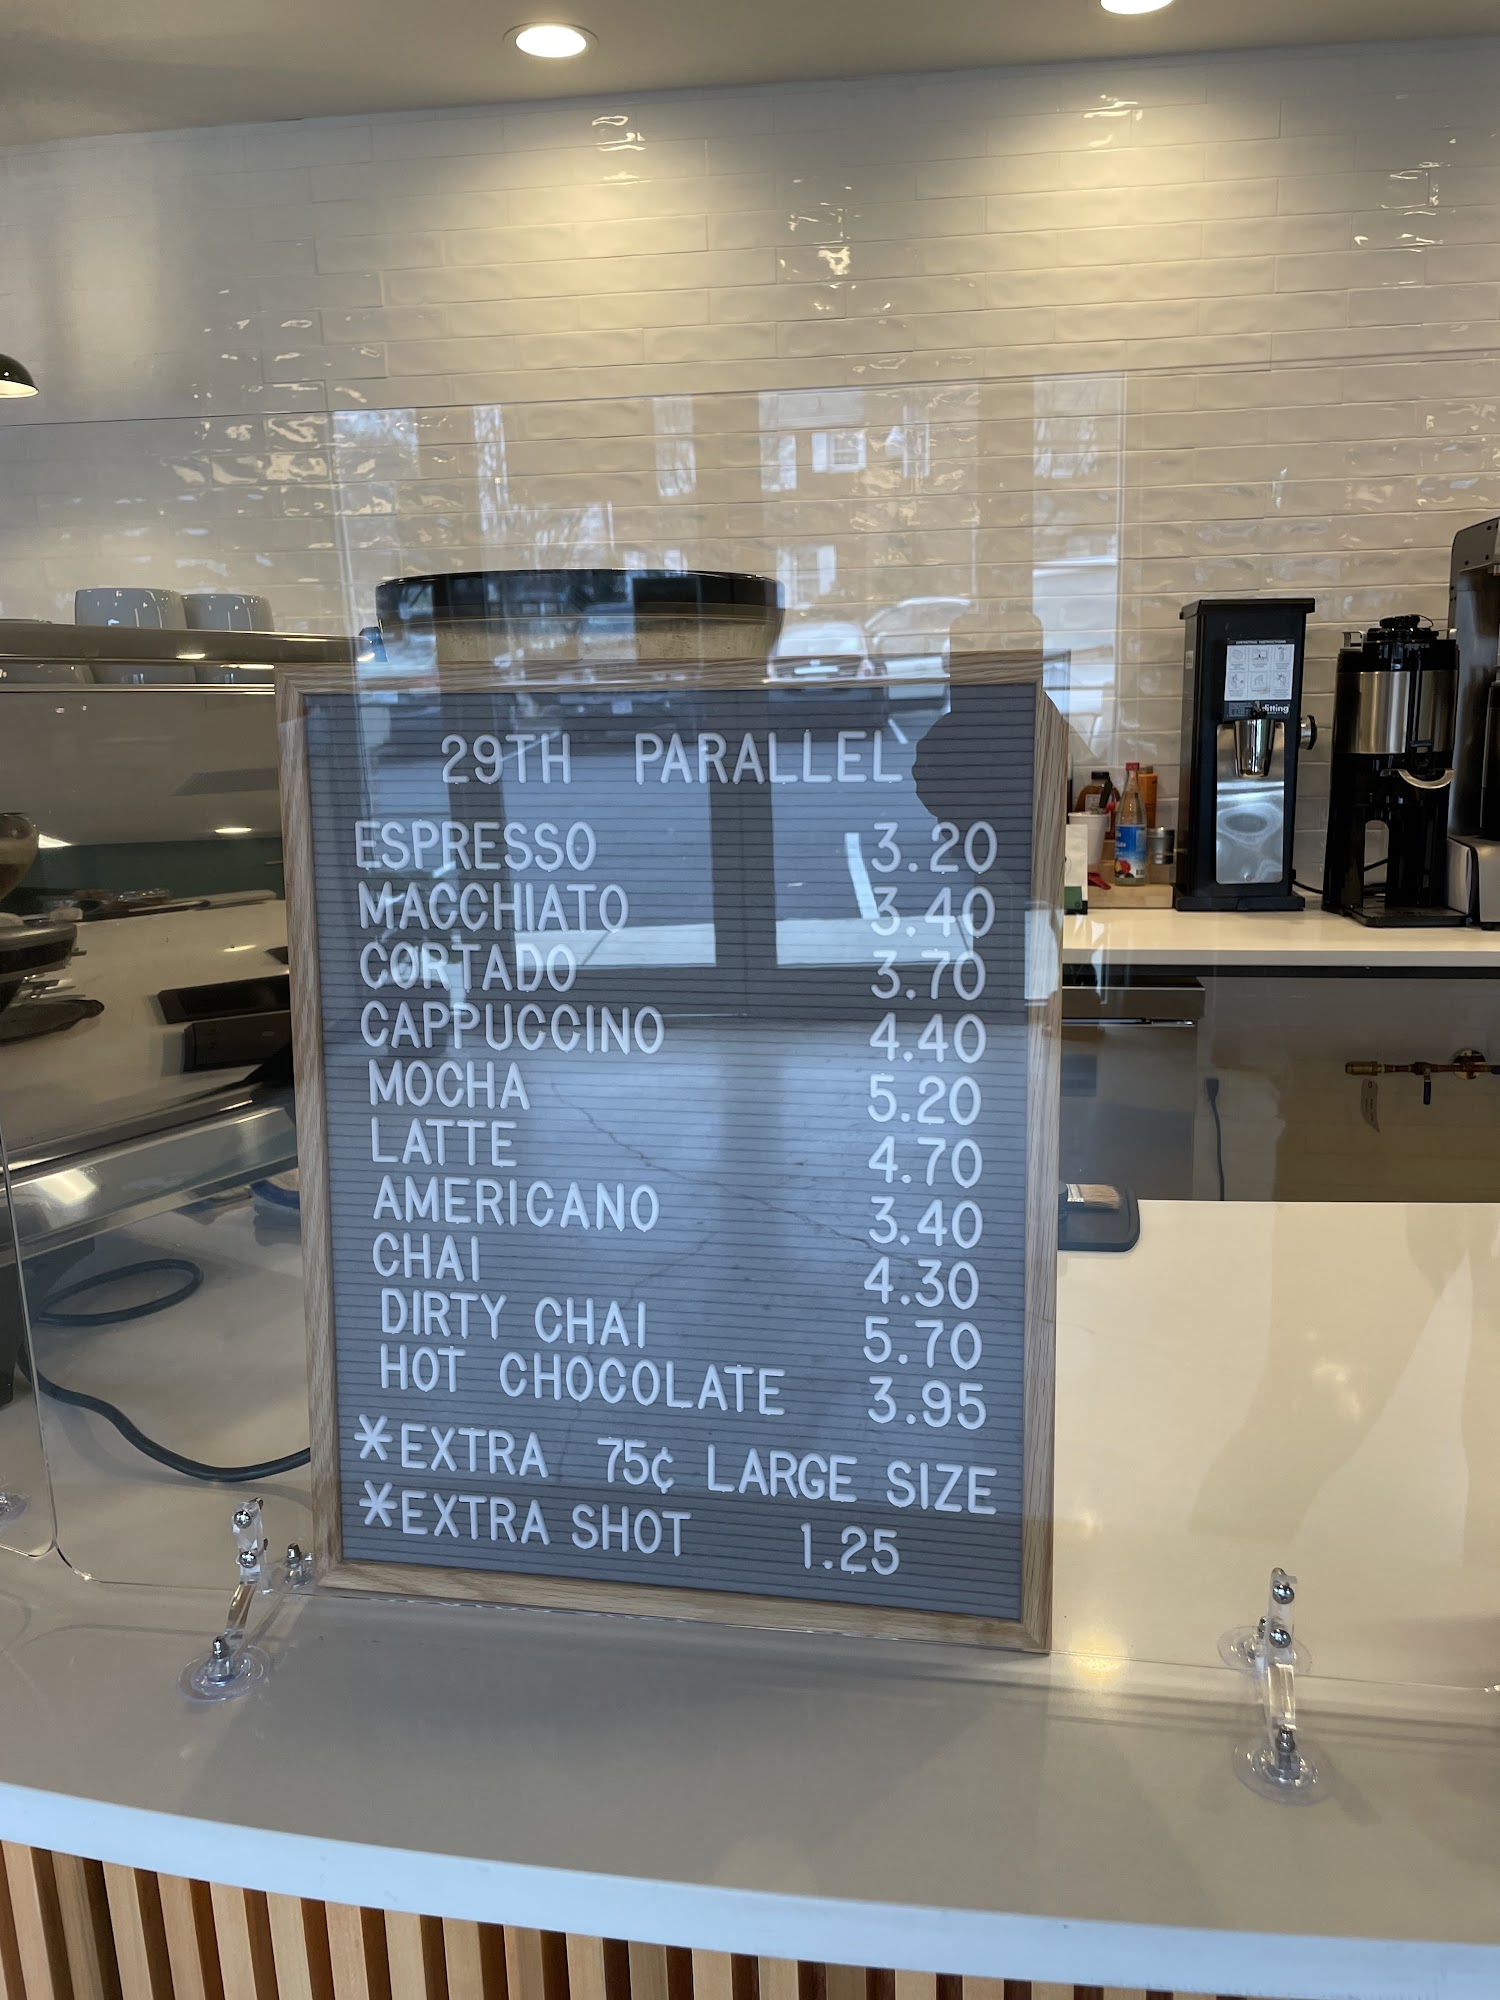 29TH PARALLEL
ESPRESSO 3.20
MACCHIATO 3.40
CORTADO 3.70
CAPPUCCINO 4.40
MOCHA 5.20
LATTE 4.70
AMERICANO 3.40
CHAI 4.30
DIRTY CHAI 5.70
HOT CHOCOLATE 3.95
*EXTRA 75¢ LARGE SIZE
*EXTRA SHOT 1.25
ditting